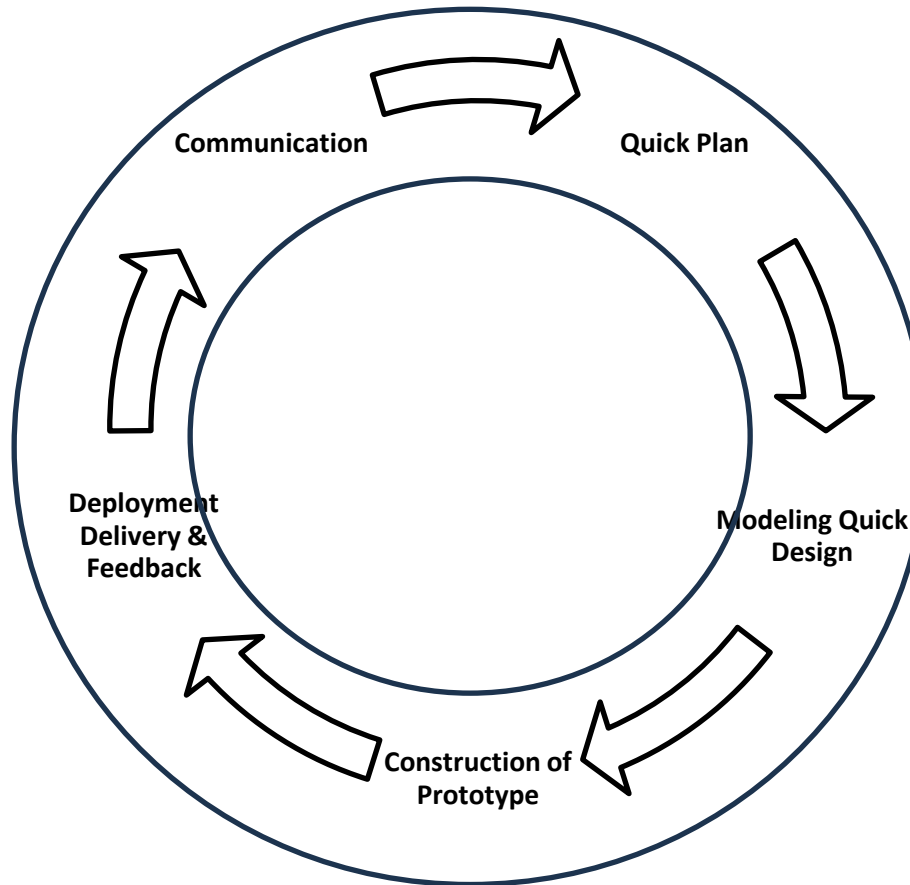 Communication
Quick Plan
Modeling Quick
Design
Construction of
Prototype
Deployment
Delivery &
Feedback